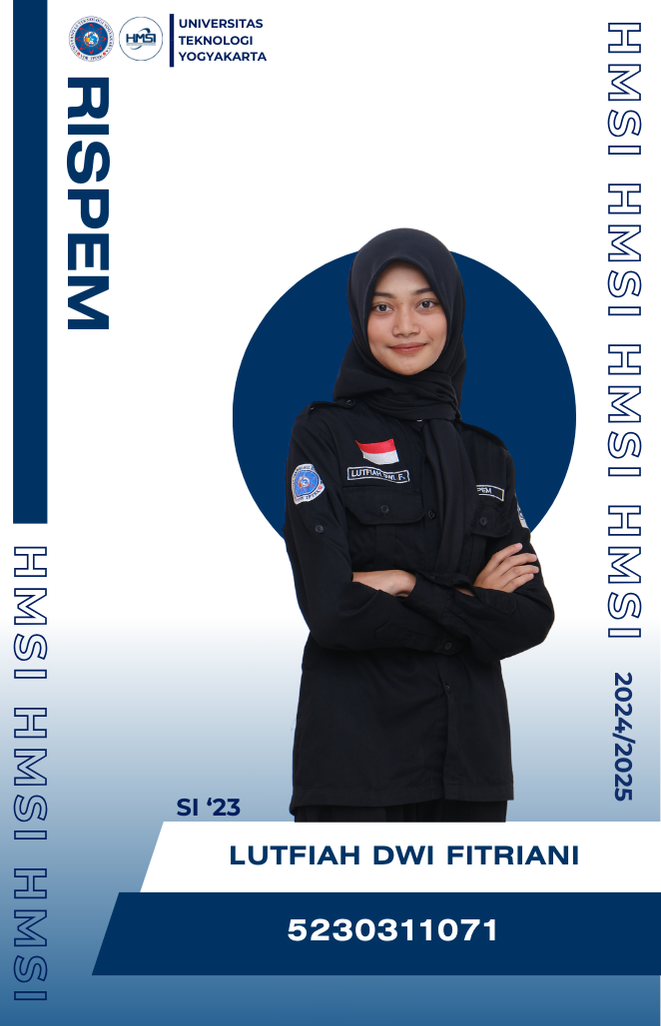 HMSI
UNIVERSITAS
TEKNOLOGI
YOGYAKARTA
RISPEM
HMSI HMSI HMSI HMSI
2024/2025
LUTFIAH DWI F.
PEM
HMSI HMSI HMSI
SI ‘23
LUTFIAH DWI FITRIANI
5230311071